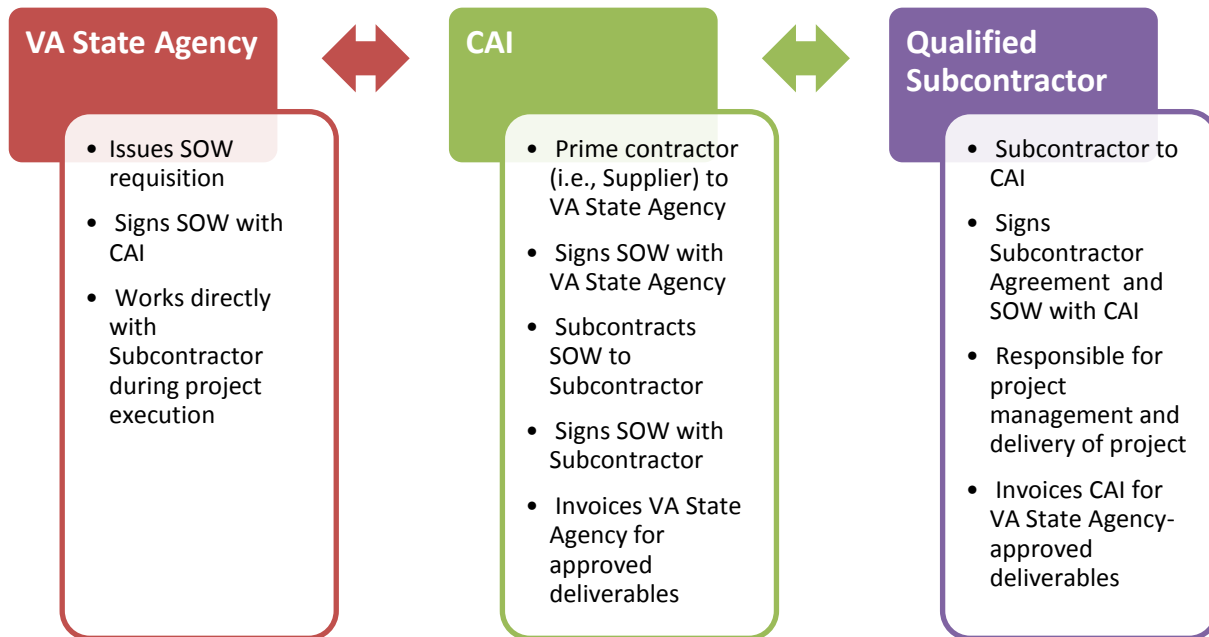 VA State Agency
• Issues SOW
requisition
• Signs SOW with
CAI
• Works directly
with
Subcontractor
during project
execution
CAI
• Prime contractor
(i.e., Supplier) to
VA State Agency
• Signs SOW with
VA State Agency
• Subcontracts
SOW to
Subcontractor
• Signs SOW with
Subcontractor
• Invoices VA State
Agency for
approved
deliverables
Qualified
Subcontractor
• Subcontractor to
CAI
• Signs
Subcontractor
Agreement and
SOW with CAI
• Responsible for
project
management and
delivery of project
• Invoices CAI for
VA State Agency-
approved
deliverables